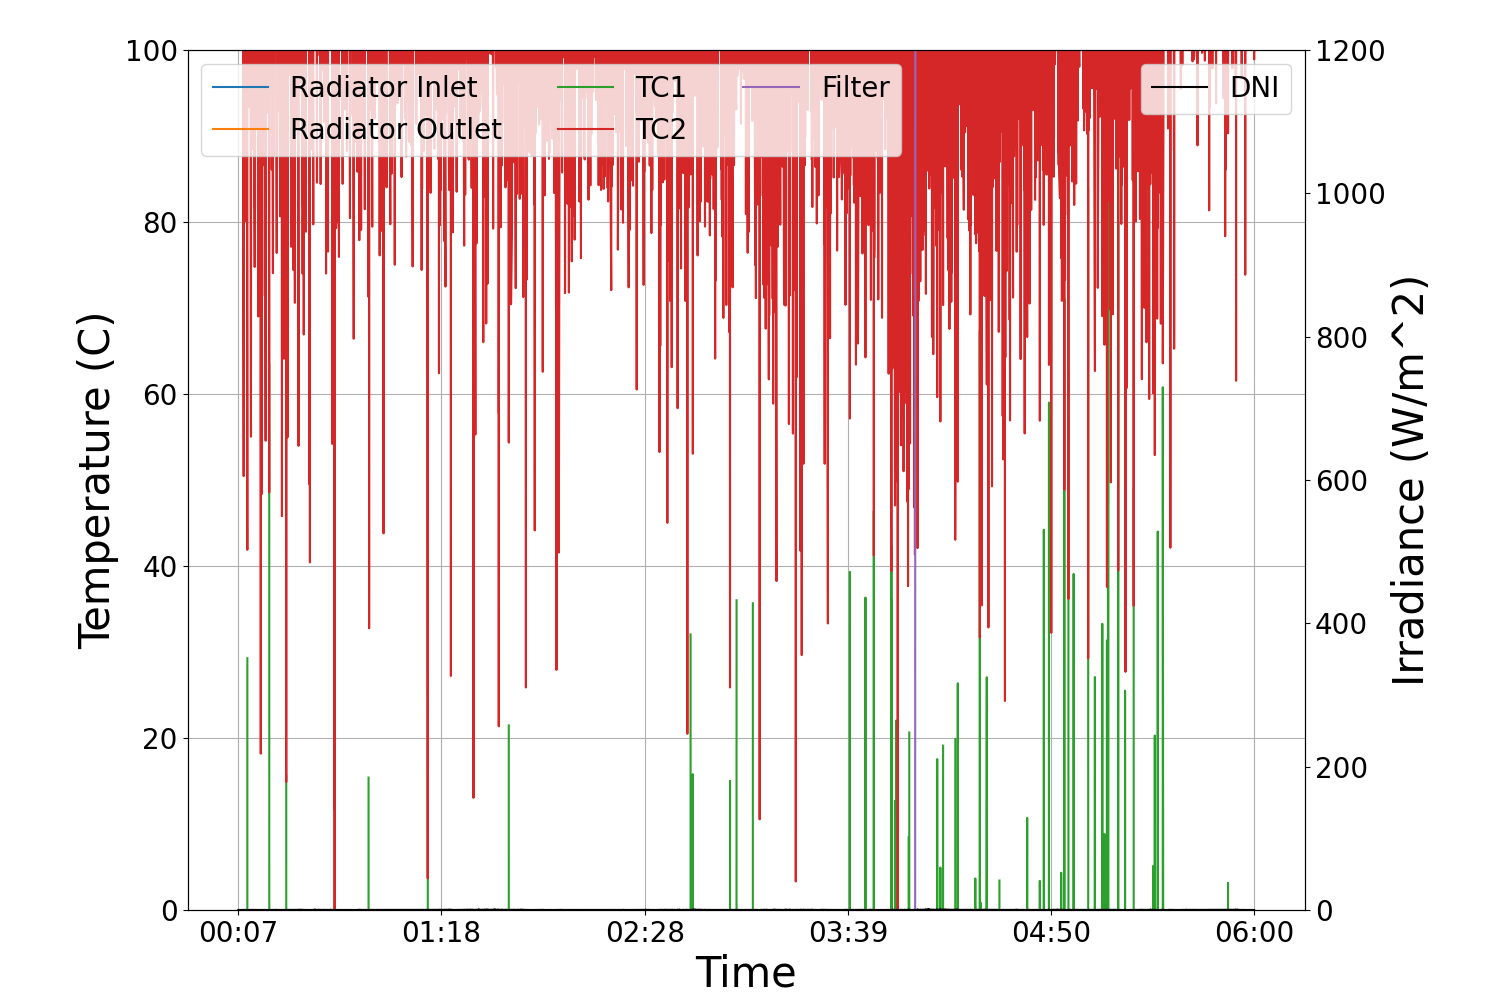 100
80
60
40
20
0
Temperature (C)
Radiator Inlet
Radiator Outlet
TC1
TC2
Filter
DNI
1200
1000
800
600
400
200
0
Irradiance (W/m^2)
00:07
01:18
02:28
03:39
04:50
06:00
Time